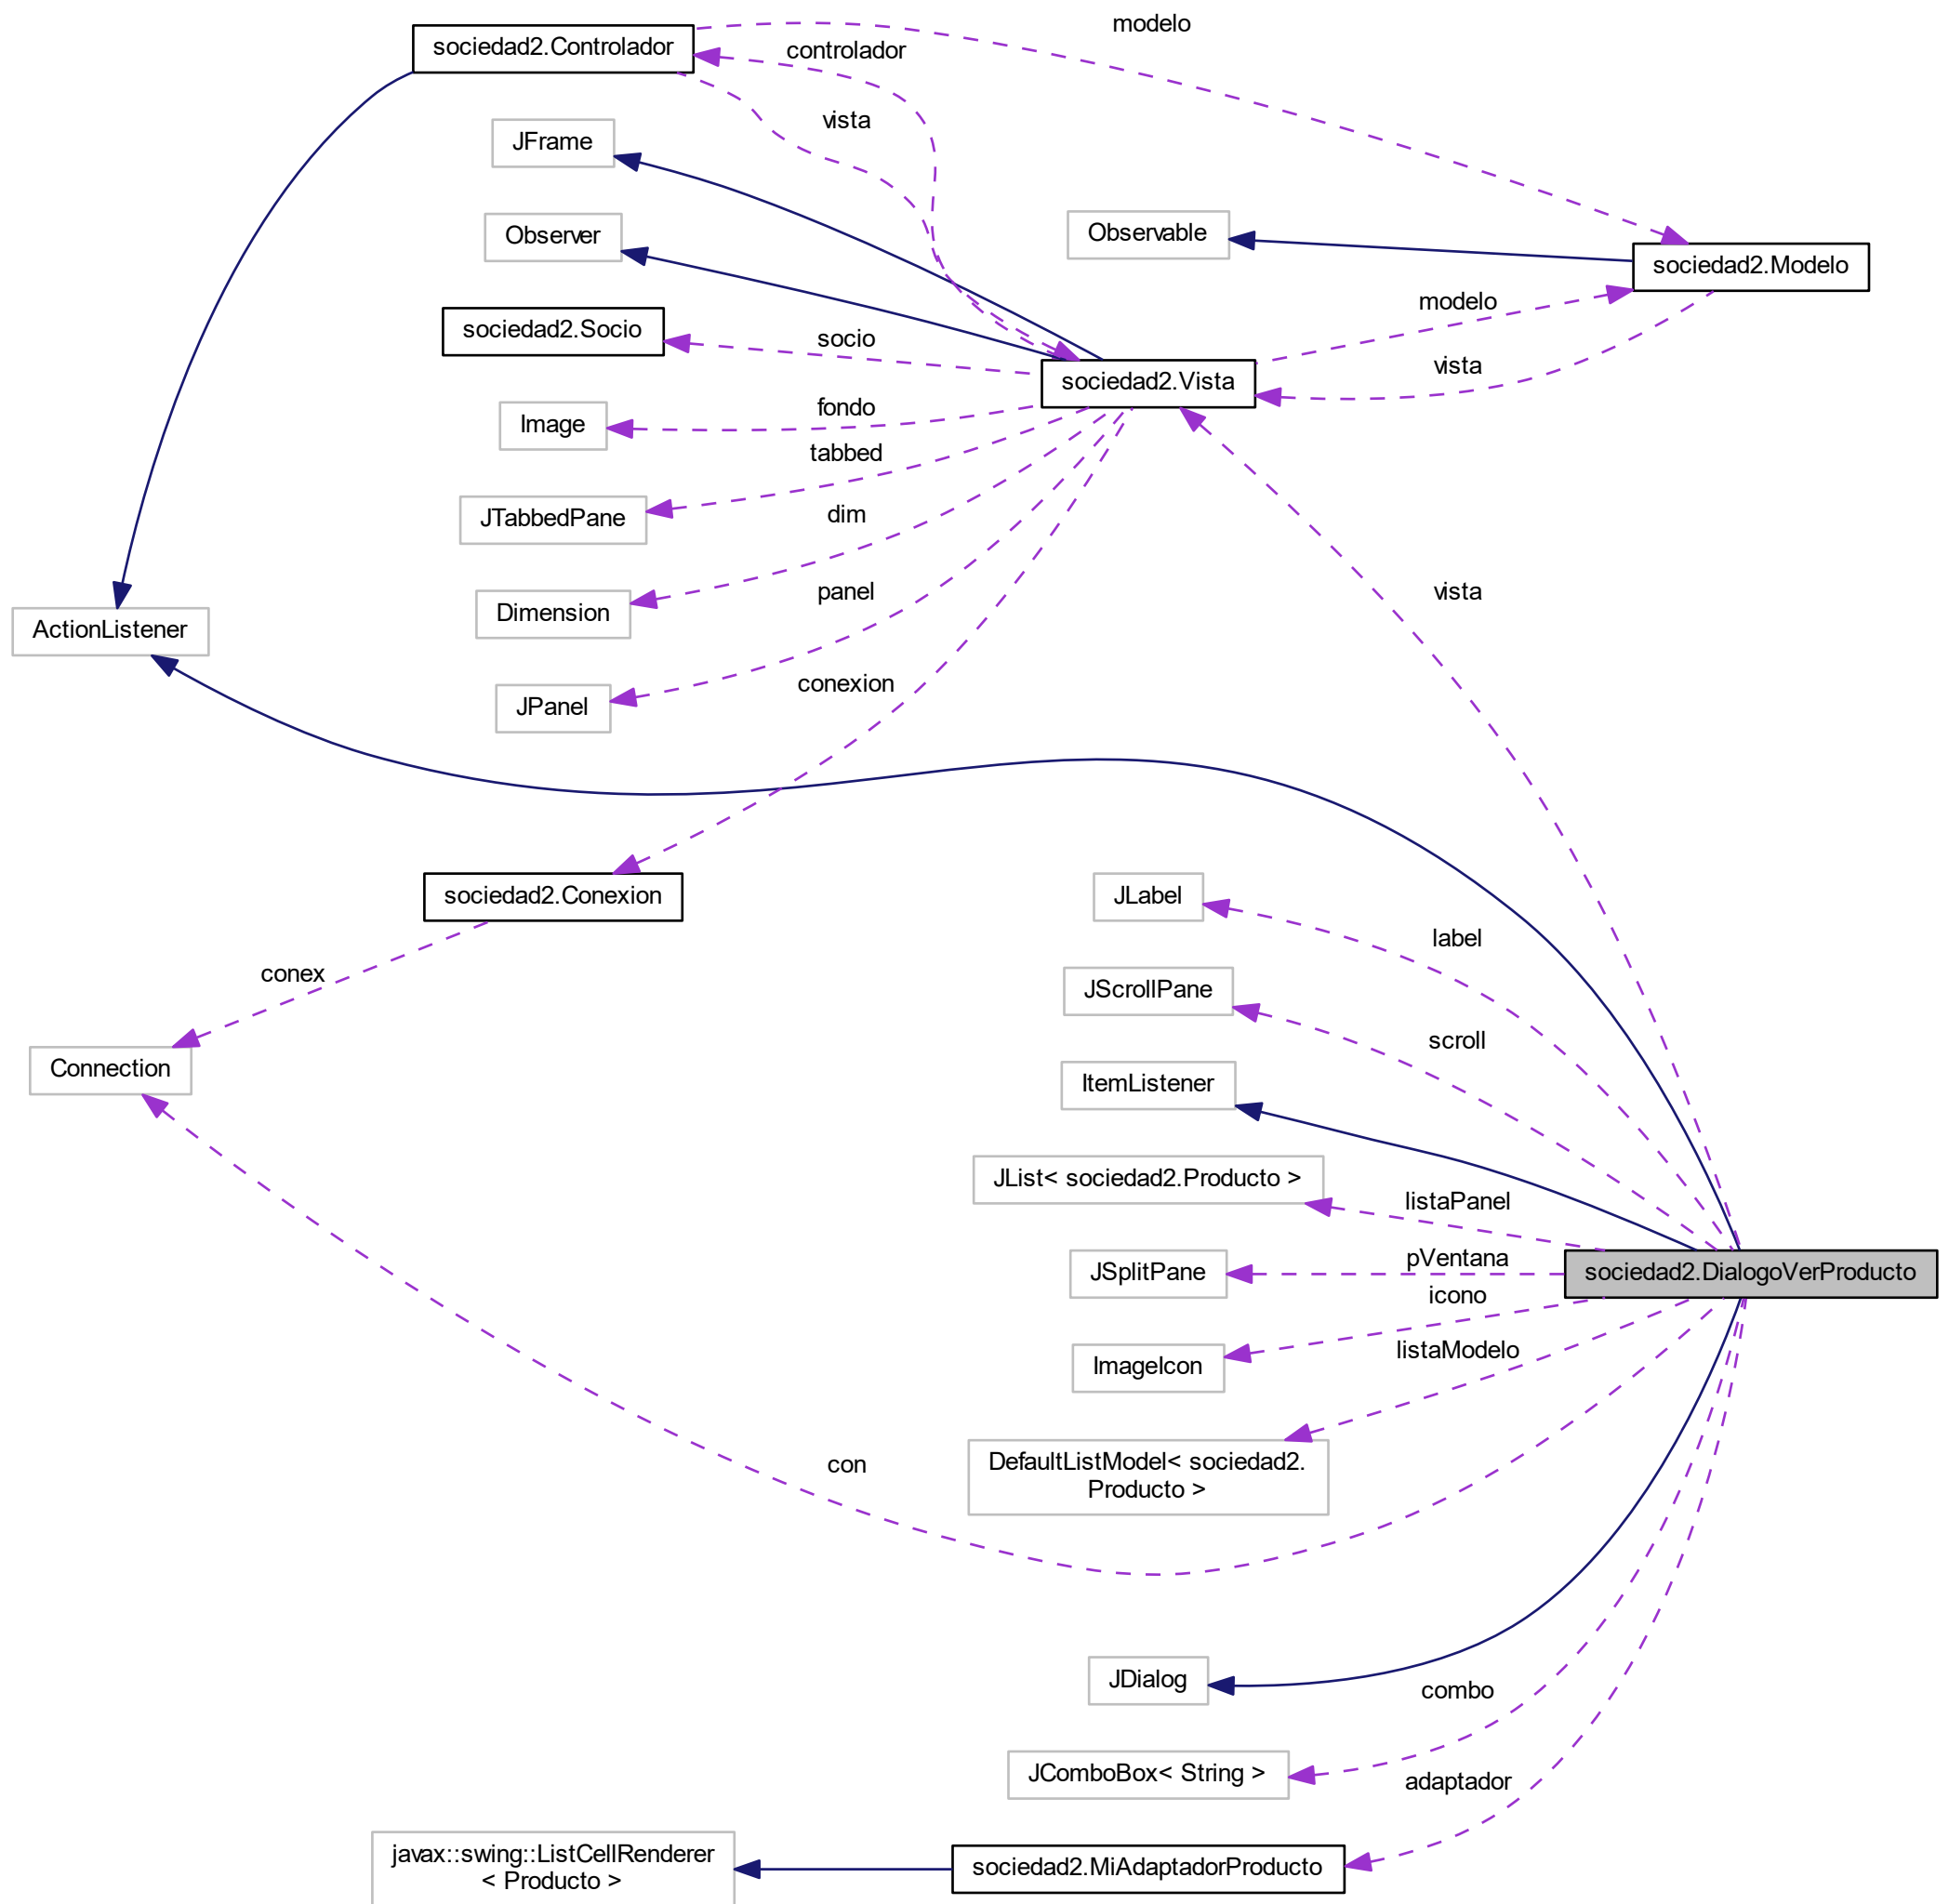 modelo
sociedad2.Controlador
controlador
vista
JFrame
Observable
Observer
sociedad2.Modelo
modelo
sociedad2.Socio
socio
vista
sociedad2.Vista
fondo
Image
tabbed
JTabbedPane
dim
panel
vista
Dimension
ActionListener
conexion
JPanel
sociedad2.Conexion
JLabel
label
conex
JScrollPane
scroll
Connection
ItemListener
JList< sociedad2.Producto >
listaPanel
pVentana
JSplitPane
sociedad2.DialogoVerProducto
icono
listaModelo
ImageIcon
con
DefaultListModel< sociedad2.
Producto >
JDialog
combo
JComboBox< String >
adaptador
javax::swing::ListCellRenderer
< Producto >
sociedad2.MiAdaptadorProducto